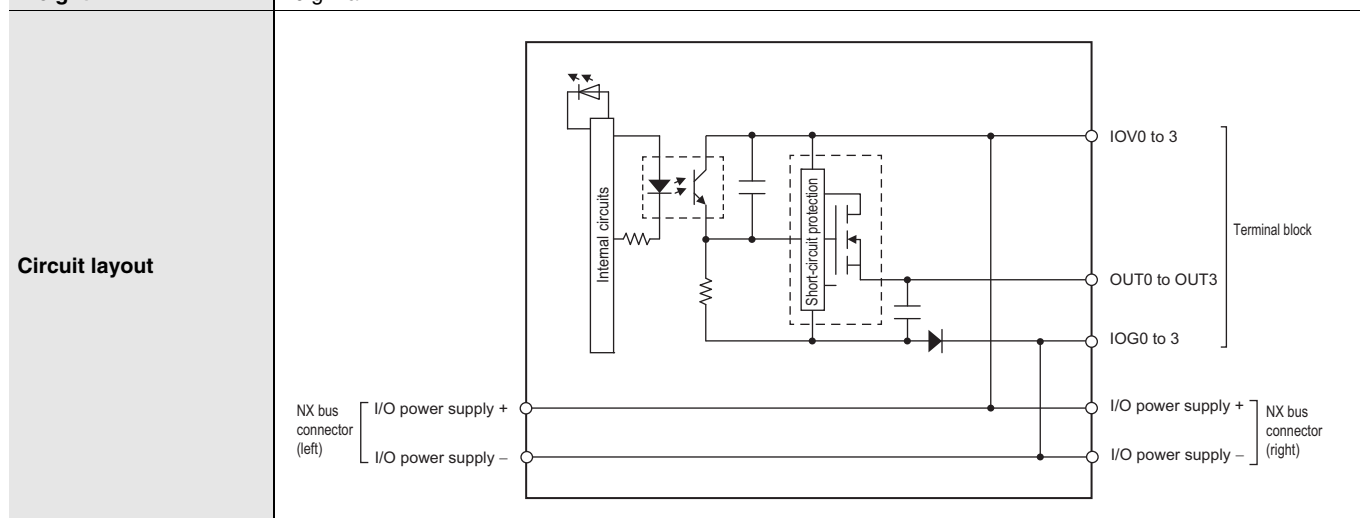 Circuit layout
Internal circuits
Short-circuit protection
IOV0 to 3
Terminal block
OUT0 to OUT3
IOG0 to 3
NX bus
connector
(left)
I/O power supply +
I/O power supply –
I/O power supply +
I/O power supply –
NX bus
connector
(right)